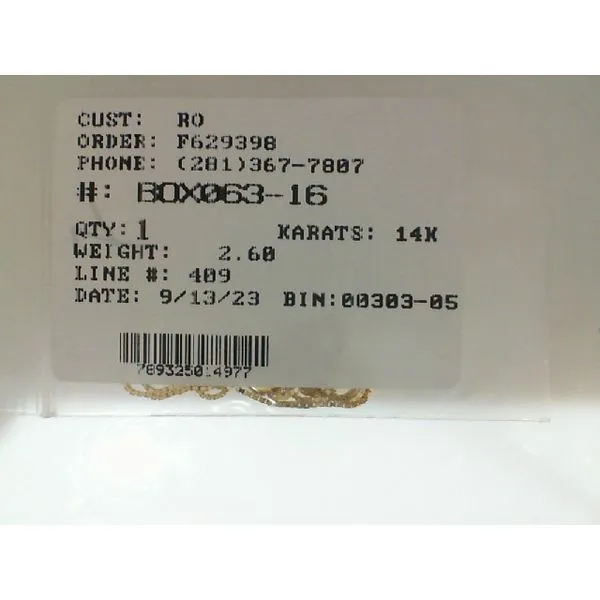 CUST: RO
ORDER: F629398
PHONE: (281)367-7807
#: BOX063-16
QTY: 1 KARATS: 14K
WEIGHT: 2.60
LINE #: 409
DATE: 9/13/23 BIN:00303-05
789325014977